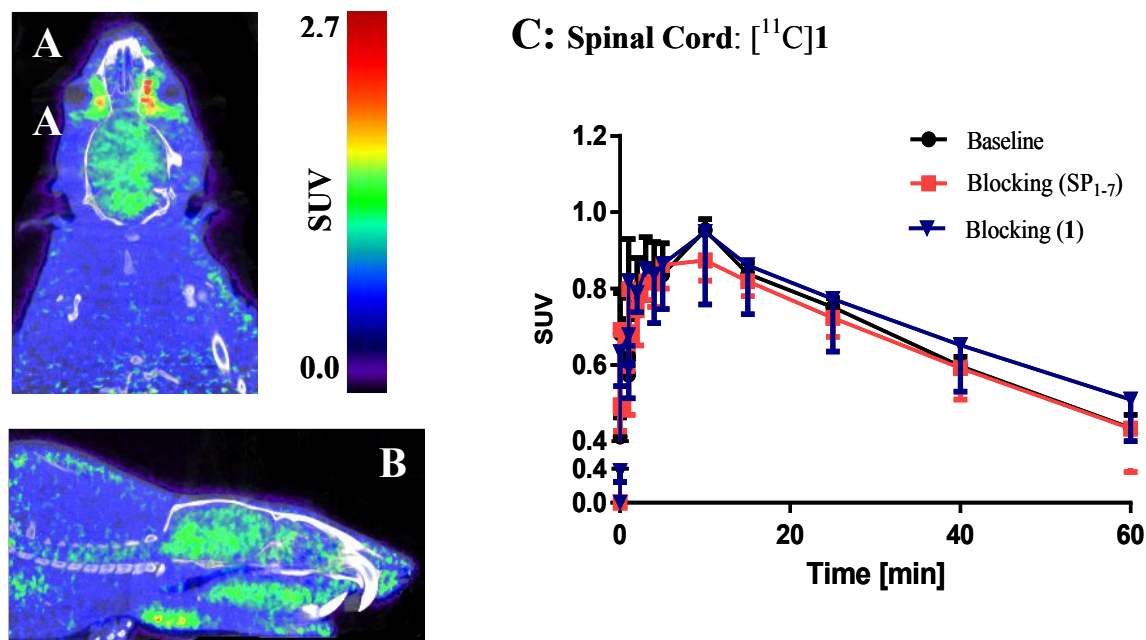 A
A
2.7
SUV
0.0
B
C: Spinal Cord: [¹¹C]1
Baseline
Blocking (SP₁₋₇)
Blocking (1)
SUV
1.2
1.0
0.8
0.6
0.4
0.4
0.0
0
20
40
60
Time [min]